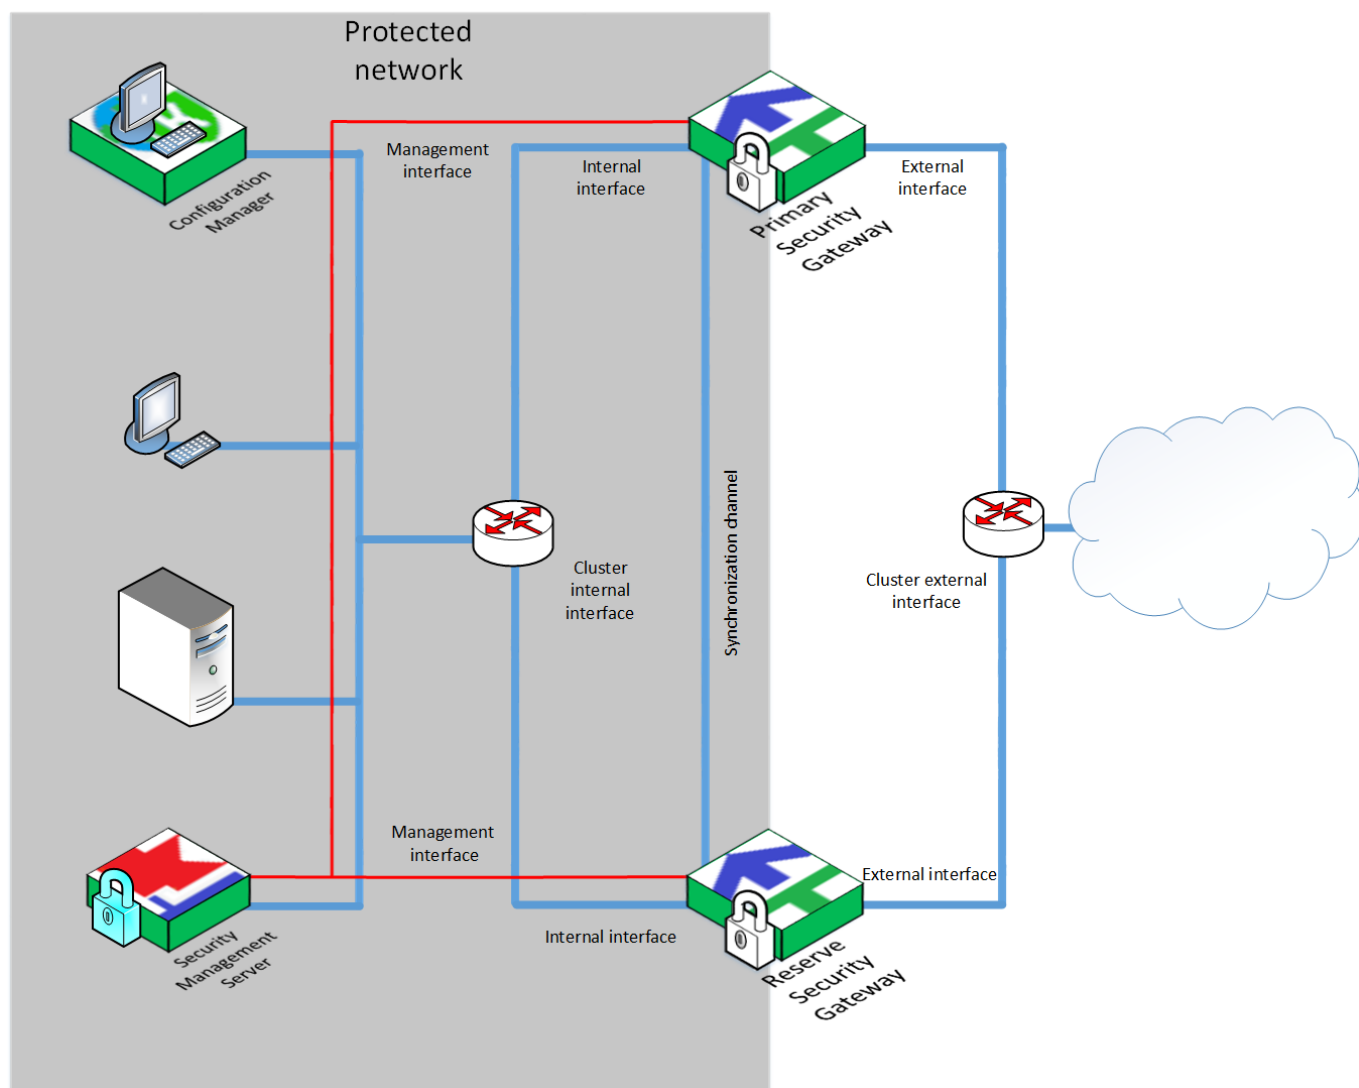 Protected
network
Management
interface
Internal
interface
External
interface
Configuration
Manager
Primary
Security
Gateway
Synchronization channel
Cluster
internal
interface
Cluster external
interface
Management
interface
External interface
Internal interface
Security
Management
Server
Reserve
Security
Gateway